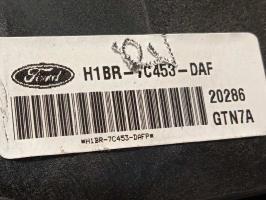 Ford H1BR-7C453-DAF
20286
GTN7A
*H1BR-7C453-DAFP*